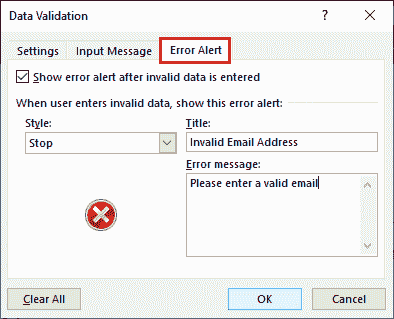 Data Validation ? ×
Settings Input Message Error Alert
Show error alert after invalid data is entered
When user enters invalid data, show this error alert:
Style: Title:
Stop Invalid Email Address
Error message:
Please enter a valid email
Clear All OK Cancel